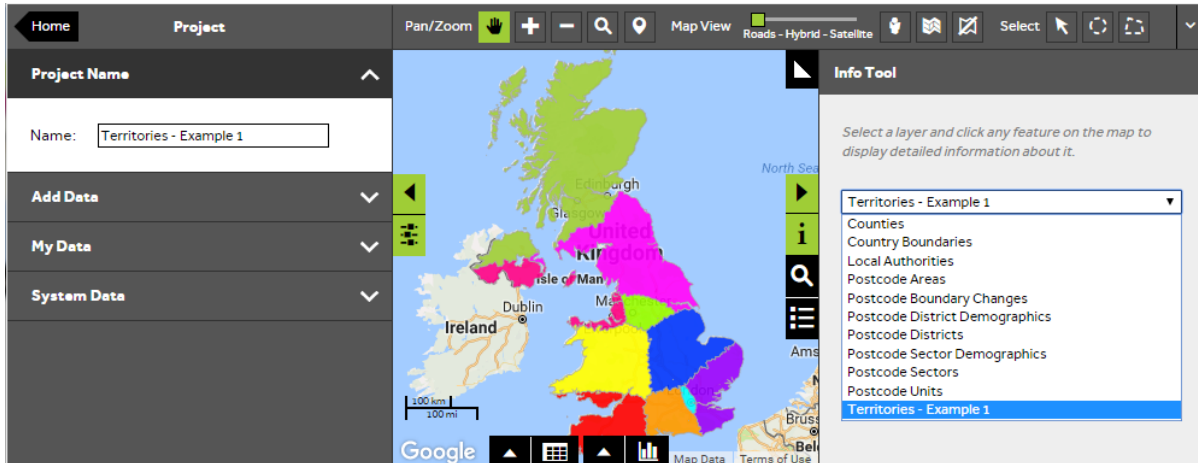 Home
Project
Pan/Zoom
Map View
Roads - Hybrid - Satellite
Select
Project Name
Name:
Territories - Example 1
Add Data
My Data
System Data
North Sea
Edinburgh
Glasgow
United
Kingdom
Isle of Man
Dublin
Ireland
100 km
100 mi
Google
Map Data
Terms of Use
Info Tool
Select a layer and click any feature on the map to
display detailed information about it.
Territories - Example 1
Counties
Country Boundaries
Local Authorities
Postcode Areas
Postcode Boundary Changes
Postcode District Demographics
Postcode Districts
Postcode Sector Demographics
Postcode Sectors
Postcode Units
Territories - Example 1